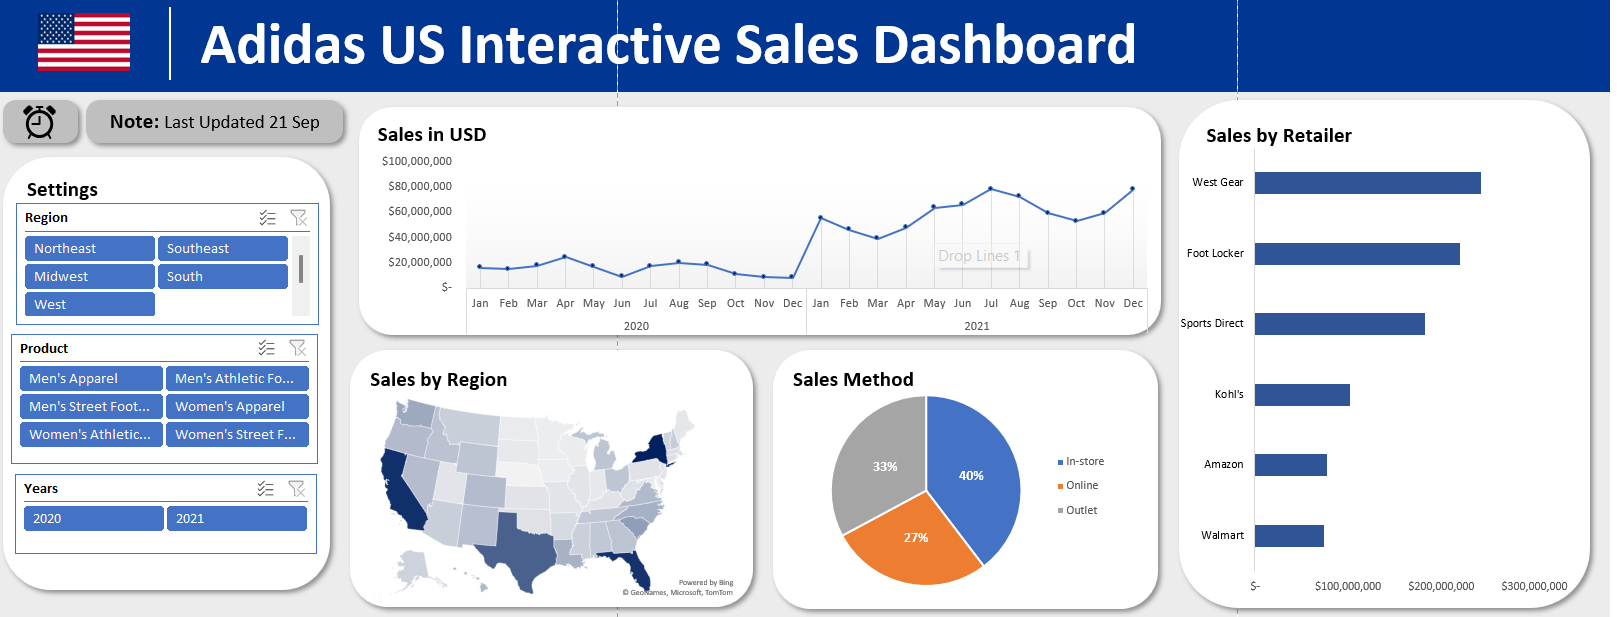 Adidas US Interactive Sales Dashboard
Note: Last Updated 21 Sep
Settings
Region
Northeast
Southeast
Midwest
South
West
Product
Men's Apparel
Men's Athletic Fo...
Men's Street Foot...
Women's Apparel
Women's Athletic...
Women's Street F...
Years
2020
2021
Sales in USD
$100,000,000
$80,000,000
$60,000,000
$40,000,000
$20,000,000
$-
Drop Lines 1
Jan Feb Mar Apr May Jun Jul Aug Sep Oct Nov Dec Jan Feb Mar Apr May Jun Jul Aug Sep Oct Nov Dec
2020 2021
Sales by Region
Powered by Bing
© GeoNames, Microsoft, TomTom
Sales Method
33%
40%
27%
In-store
Online
Outlet
Sales by Retailer
West Gear
Foot Locker
Sports Direct
Kohl's
Amazon
Walmart
$- $100,000,000 $200,000,000 $300,000,000